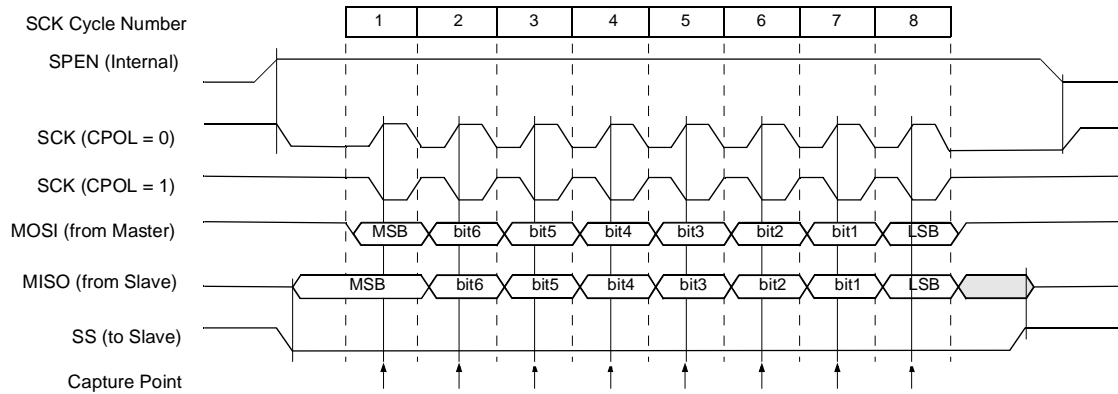 SCK Cycle Number 1 2 3 4 5 6 7 8
SPEN (Internal)
SCK (CPOL = 0)
SCK (CPOL = 1)
MOSI (from Master) MSB bit6 bit5 bit4 bit3 bit2 bit1 LSB
MISO (from Slave) MSB bit6 bit5 bit4 bit3 bit2 bit1 LSB
SS (to Slave)
Capture Point